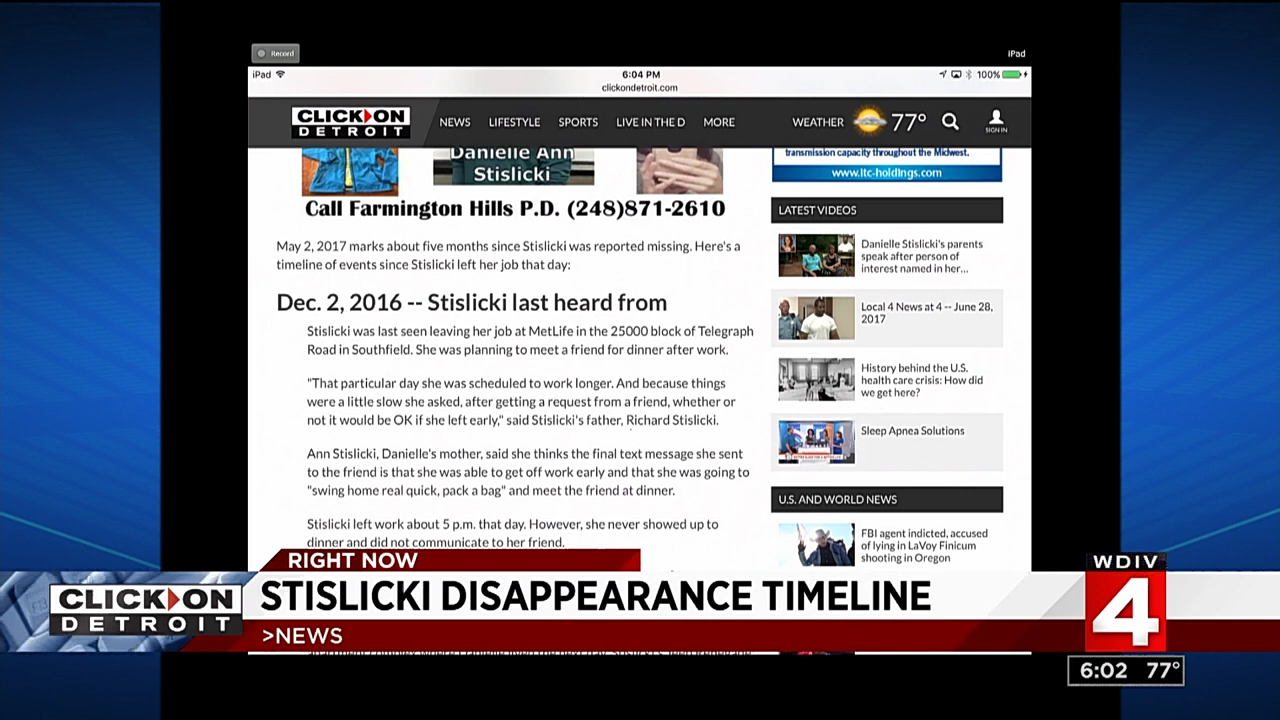 Record
iPad
iPad
6:04 PM
100%
clickondetroit.com
CLICK ON
DETROIT
NEWS
LIFESTYLE
SPORTS
LIVE IN THE D
MORE
WEATHER
77°
SIGN IN
Danielle Ann
Stislicki
Call Farmington Hills P.D. (248)871-2610
May 2, 2017 marks about five months since Stislicki was reported missing. Here's a
timeline of events since Stislicki left her job that day:
Dec. 2, 2016 -- Stislicki last heard from
Stislicki was last seen leaving her job at MetLife in the 25000 block of Telegraph
Road in Southfield. She was planning to meet a friend for dinner after work.
"That particular day she was scheduled to work longer. And because things
were a little slow she asked, after getting a request from a friend, whether or
not it would be OK if she left early," said Stislicki's father, Richard Stislicki.
Ann Stislicki, Danielle's mother, said she thinks the final text message she sent
to the friend is that she was able to get off work early and that she was going to
"swing home real quick, pack a bag" and meet the friend at dinner.
Stislicki left work about 5 p.m. that day. However, she never showed up to
dinner and did not communicate to her friend.
transmission capacity throughout the Midwest.
www.itc-holdings.com
LATEST VIDEOS
Danielle Stislicki's parents
speak after person of
interest named in her...
Local 4 News at 4 -- June 28,
2017
History behind the U.S.
health care crisis: How did
we get here?
Sleep Apnea Solutions
U.S. AND WORLD NEWS
FBI agent indicted, accused
of lying in LaVoy Finicum
shooting in Oregon
RIGHT NOW
CLICK ON
DETROIT
STISLICKI DISAPPEARANCE TIMELINE
>NEWS
WDIV
4
6:02 77°